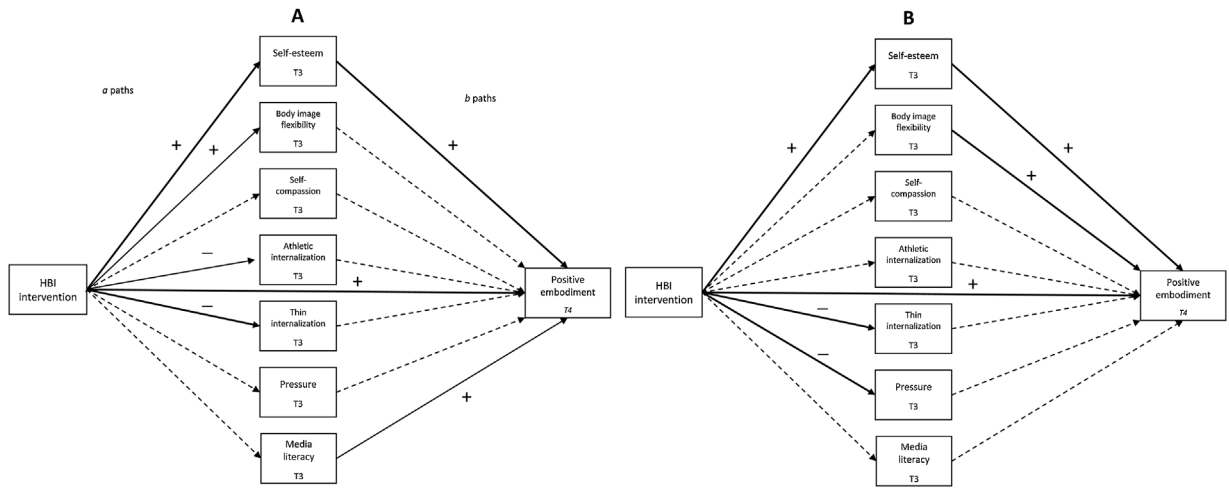 A
Self-esteem
T3
a paths
b paths
+
Body image
flexibility
T3
+
+
Self-
compassion
T3
Athletic
internalization
T3
–
HBI
intervention
+
Positive
embodiment
T4
–
Thin
internalization
T3
Pressure
T3
+
Media
literacy
T3
B
Self-esteem
T3
Body image
flexibility
T3
+
+
+
Self-
compassion
T3
Athletic
internalization
T3
HBI
intervention
+
Positive
embodiment
T4
–
Thin
internalization
T3
–
Pressure
T3
Media
literacy
T3